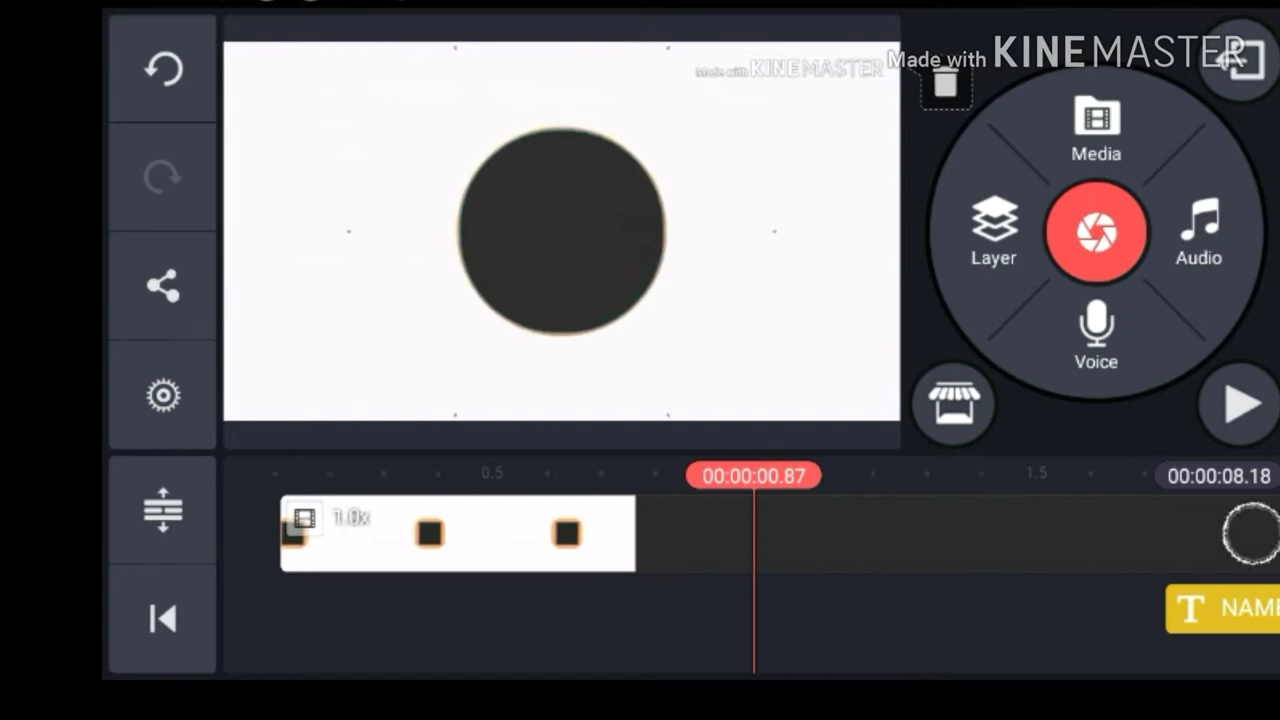 Made with KINEMASTER
Made with KINEMASTER
Media
Layer
Audio
Voice
0.5
00:00:00.87
1.5
00:00:08.18
1.0x
T NAME